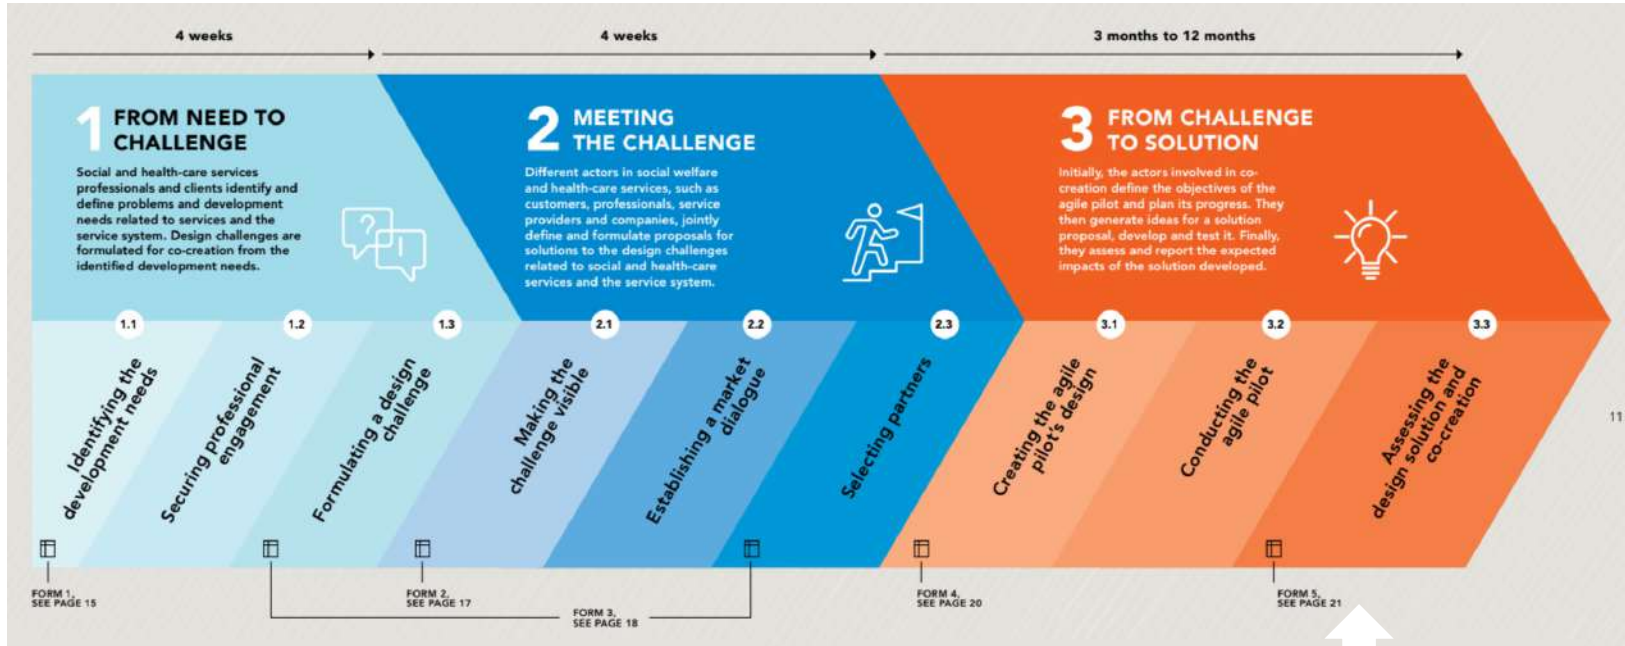 4 weeks
4 weeks
3 months to 12 months
1 FROM NEED TO
CHALLENGE
Social and health-care services
professionals and clients identify and
define problems and development
needs related to services and the
service system. Design challenges are
formulated for co-creation from the
identified development needs.
?
!
2 MEETING
THE CHALLENGE
Different actors in social welfare
and health-care services, such as
customers, professionals, service
providers and companies, jointly
define and formulate proposals for
solutions to the design challenges
related to social and health-care
services and the service system.
3 FROM CHALLENGE
TO SOLUTION
Initially, the actors involved in co-
creation define the objectives of the
agile pilot and plan its progress. They
then generate ideas for a solution
proposal, develop and test it. Finally,
they assess and report the expected
impacts of the solution developed.
1.1
Identifying the
development needs
1.2
Securing professional
engagement
1.3
Formulating a design
challenge
2.1
Making the
challenge visible
2.2
Establishing a market
dialogue
2.3
Selecting partners
3.1
Creating the agile
pilot's design
3.2
Conducting the
agile pilot
3.3
Assessing the
design solution and
co-creation
11
FORM 1,
SEE PAGE 15
FORM 2,
SEE PAGE 17
FORM 3,
SEE PAGE 18
FORM 4,
SEE PAGE 20
FORM 5,
SEE PAGE 21